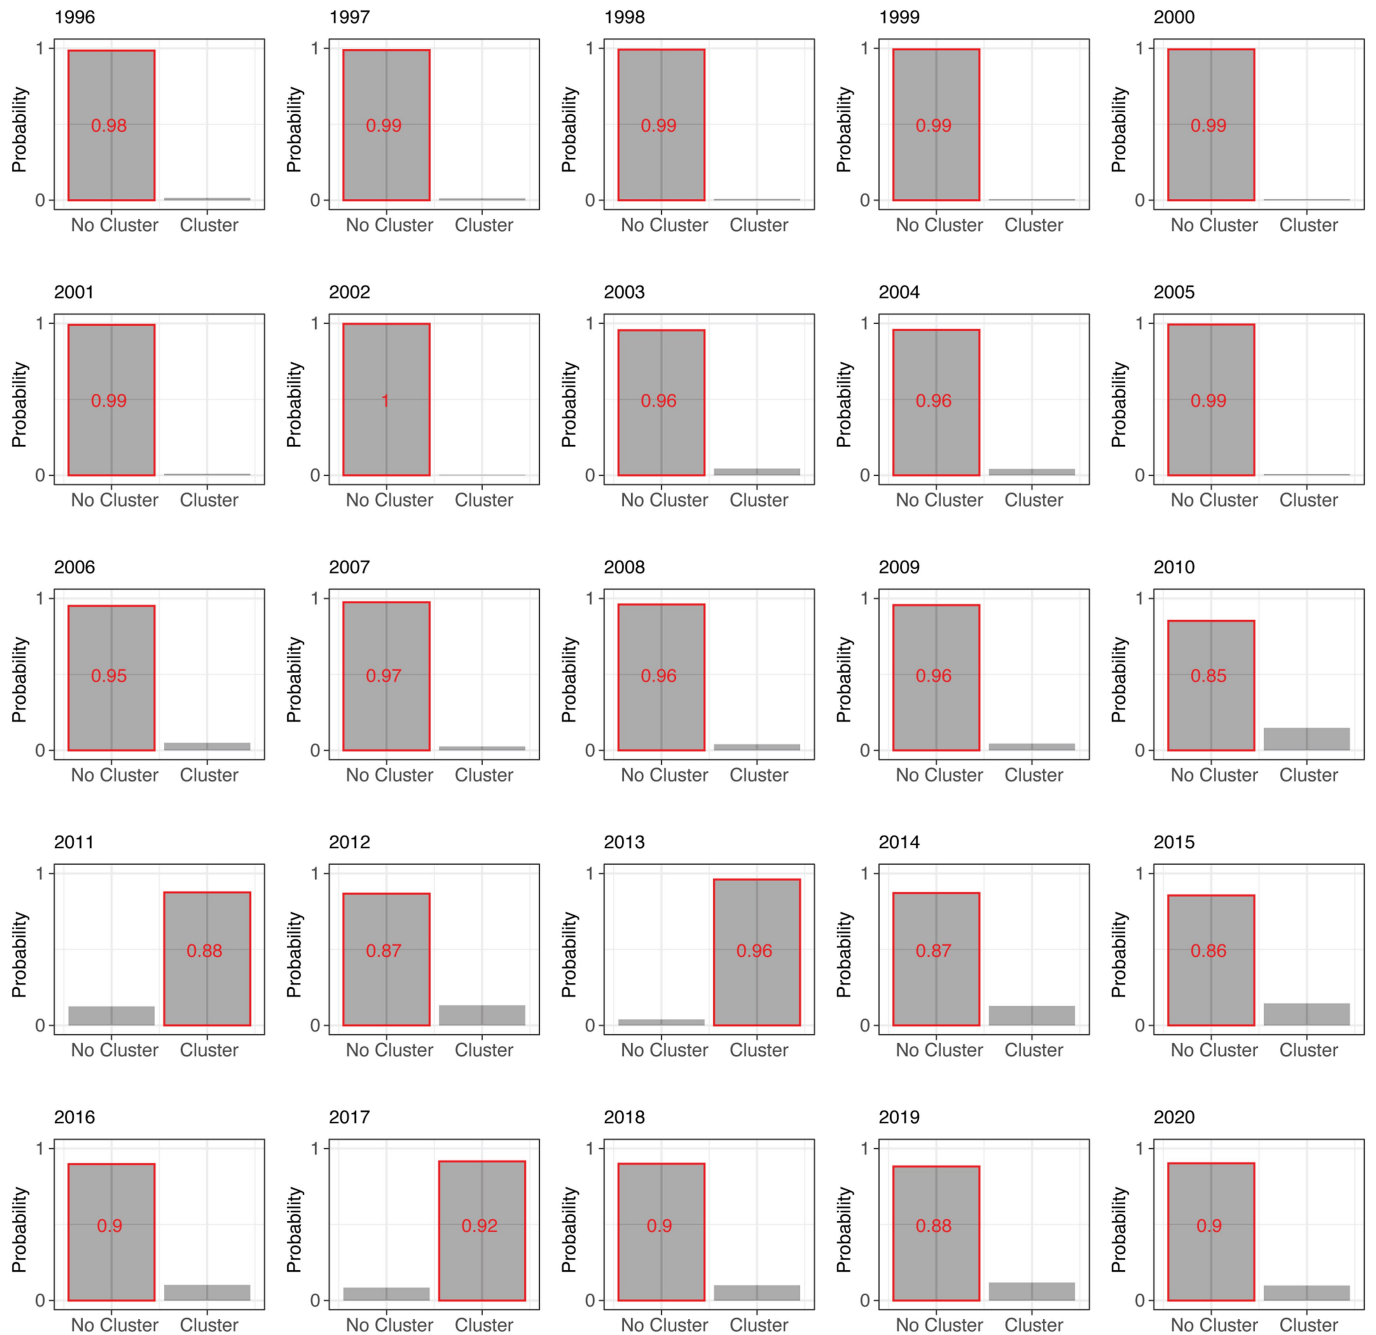 1996 1997 1998 1999 2000
Probability 1 0 0.98 No Cluster Cluster
Probability 1 0 0.99 No Cluster Cluster
Probability 1 0 0.99 No Cluster Cluster
Probability 1 0 0.99 No Cluster Cluster
Probability 1 0 0.99 No Cluster Cluster
2001 2002 2003 2004 2005
Probability 1 0 0.99 No Cluster Cluster
Probability 1 0 1 No Cluster Cluster
Probability 1 0 0.96 No Cluster Cluster
Probability 1 0 0.96 No Cluster Cluster
Probability 1 0 0.99 No Cluster Cluster
2006 2007 2008 2009 2010
Probability 1 0 0.95 No Cluster Cluster
Probability 1 0 0.97 No Cluster Cluster
Probability 1 0 0.96 No Cluster Cluster
Probability 1 0 0.96 No Cluster Cluster
Probability 1 0 0.85 No Cluster Cluster
2011 2012 2013 2014 2015
Probability 1 0 0.88 No Cluster Cluster
Probability 1 0 0.87 No Cluster Cluster
Probability 1 0 0.96 No Cluster Cluster
Probability 1 0 0.87 No Cluster Cluster
Probability 1 0 0.86 No Cluster Cluster
2016 2017 2018 2019 2020
Probability 1 0 0.9 No Cluster Cluster
Probability 1 0 0.92 No Cluster Cluster
Probability 1 0 0.9 No Cluster Cluster
Probability 1 0 0.88 No Cluster Cluster
Probability 1 0 0.9 No Cluster Cluster